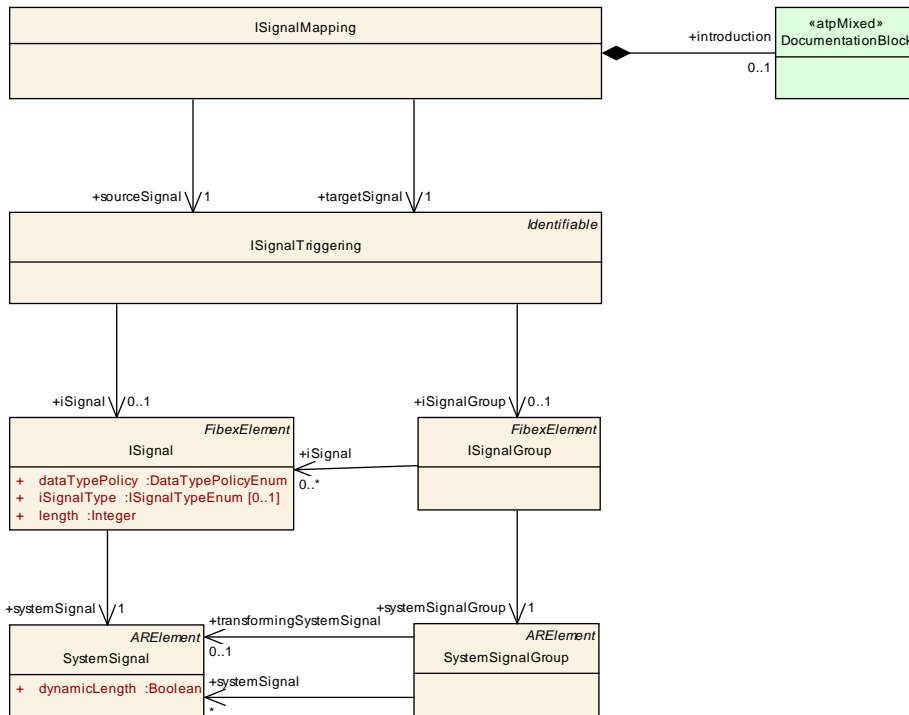 ISignalMapping
«atpMixed»
DocumentationBlock
+introduction
0..1
+sourceSignal
1
+targetSignal
1
Identifiable
ISignalTriggering
+iSignal
0..1
+iSignalGroup
0..1
FibexElement
ISignal
+ dataTypePolicy :DataTypePolicyEnum
+ iSignalType :ISignalTypeEnum [0..1]
+ length :Integer
+iSignal
0..*
FibexElement
ISignalGroup
+systemSignal
1
+systemSignalGroup
1
ARElement
SystemSignal
+ dynamicLength :Boolean
+transformingSystemSignal
0..1
+systemSignal
*
ARElement
SystemSignalGroup